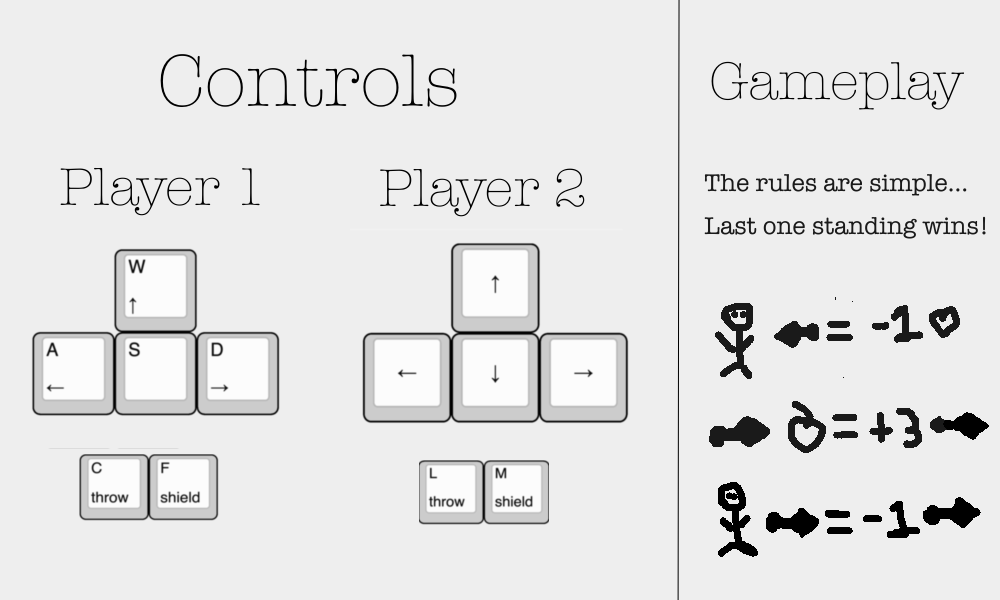 Controls
Player 1
W
↑
A
←
S
D
→
C
throw
F
shield
Player 2
↑
←
↓
→
L
throw
M
shield
Gameplay
The rules are simple...
Last one standing wins!
= -1
= +3
= -1